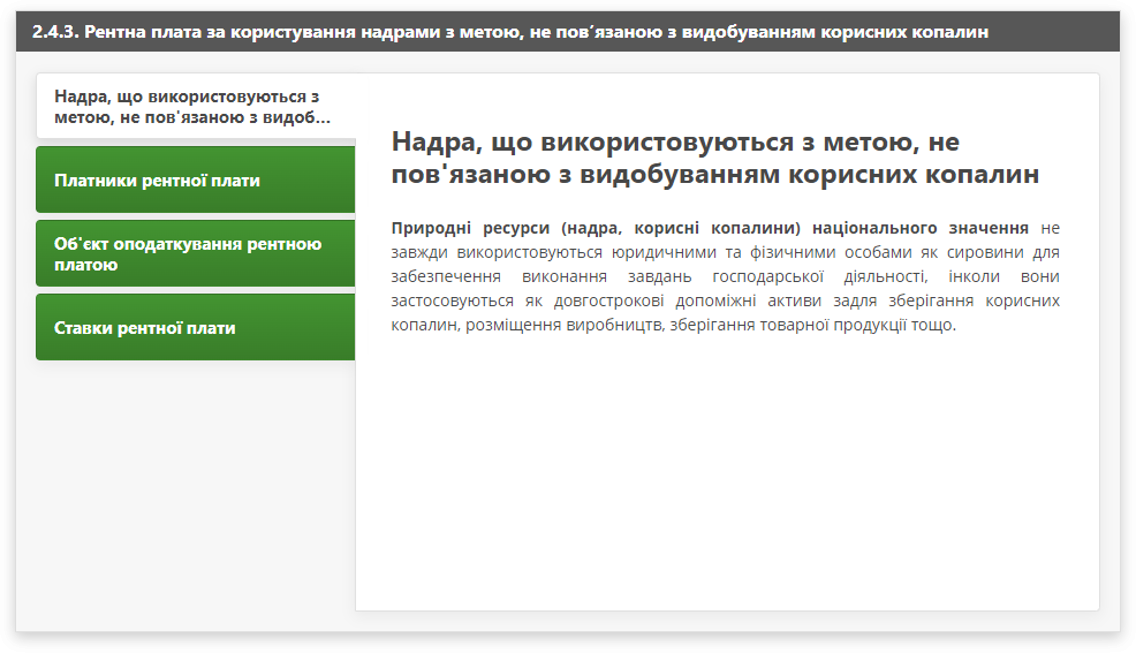 2.4.3. Рентна плата за користування надрами з метою, не пов´язаною з видобуванням корисних копалин
Надра, що використовуються з
метою, не пов'язаною з видоб...
Платники рентної плати
Об'єкт оподаткування рентною
платою
Ставки рентної плати
Надра, що використовуються з метою, не
пов'язаною з видобуванням корисних копалин
Природні ресурси (надра, корисні копалини) національного значення не
завжди використовуються юридичними та фізичними особами як сировини для
забезпечення виконання завдань господарської діяльності, інколи вони
застосовуються як довгострокові допоміжні активи задля зберігання корисних
копалин, розміщення виробництв, зберігання товарної продукції тощо.